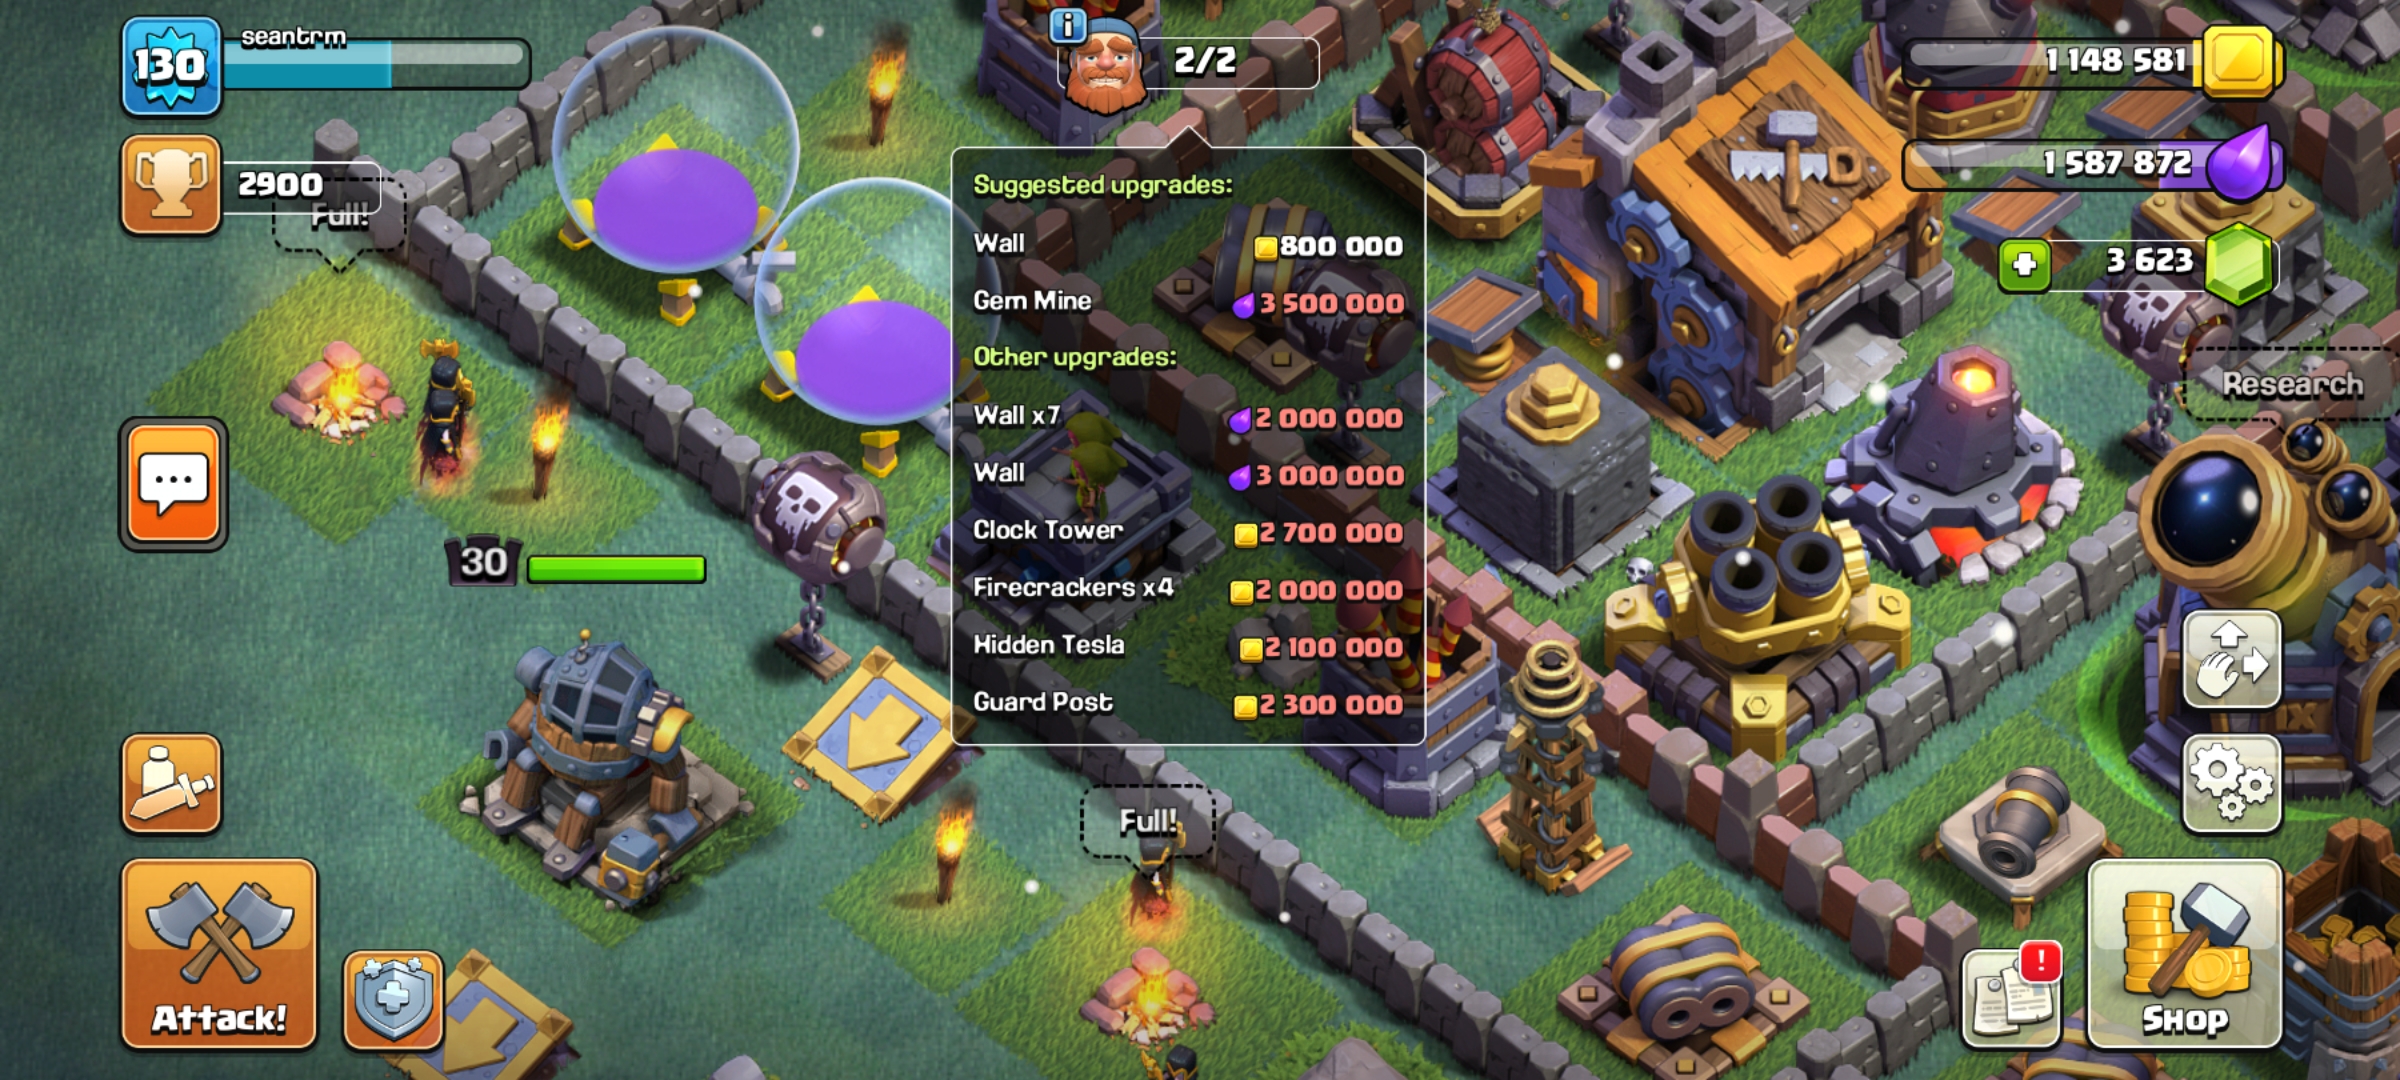 130
seantrm
2/2
1 148 581
2900
Full!
1 587 872
3 623
Suggested upgrades:
Wall 800 000
Gem Mine 3 500 000
Other upgrades:
Wall x7 2 000 000
Wall 3 000 000
Clock Tower 2 700 000
Firecrackers x4 2 000 000
Hidden Tesla 2 100 000
Guard Post 2 300 000
Research
30
IX
Full!
Attack!
!
Shop